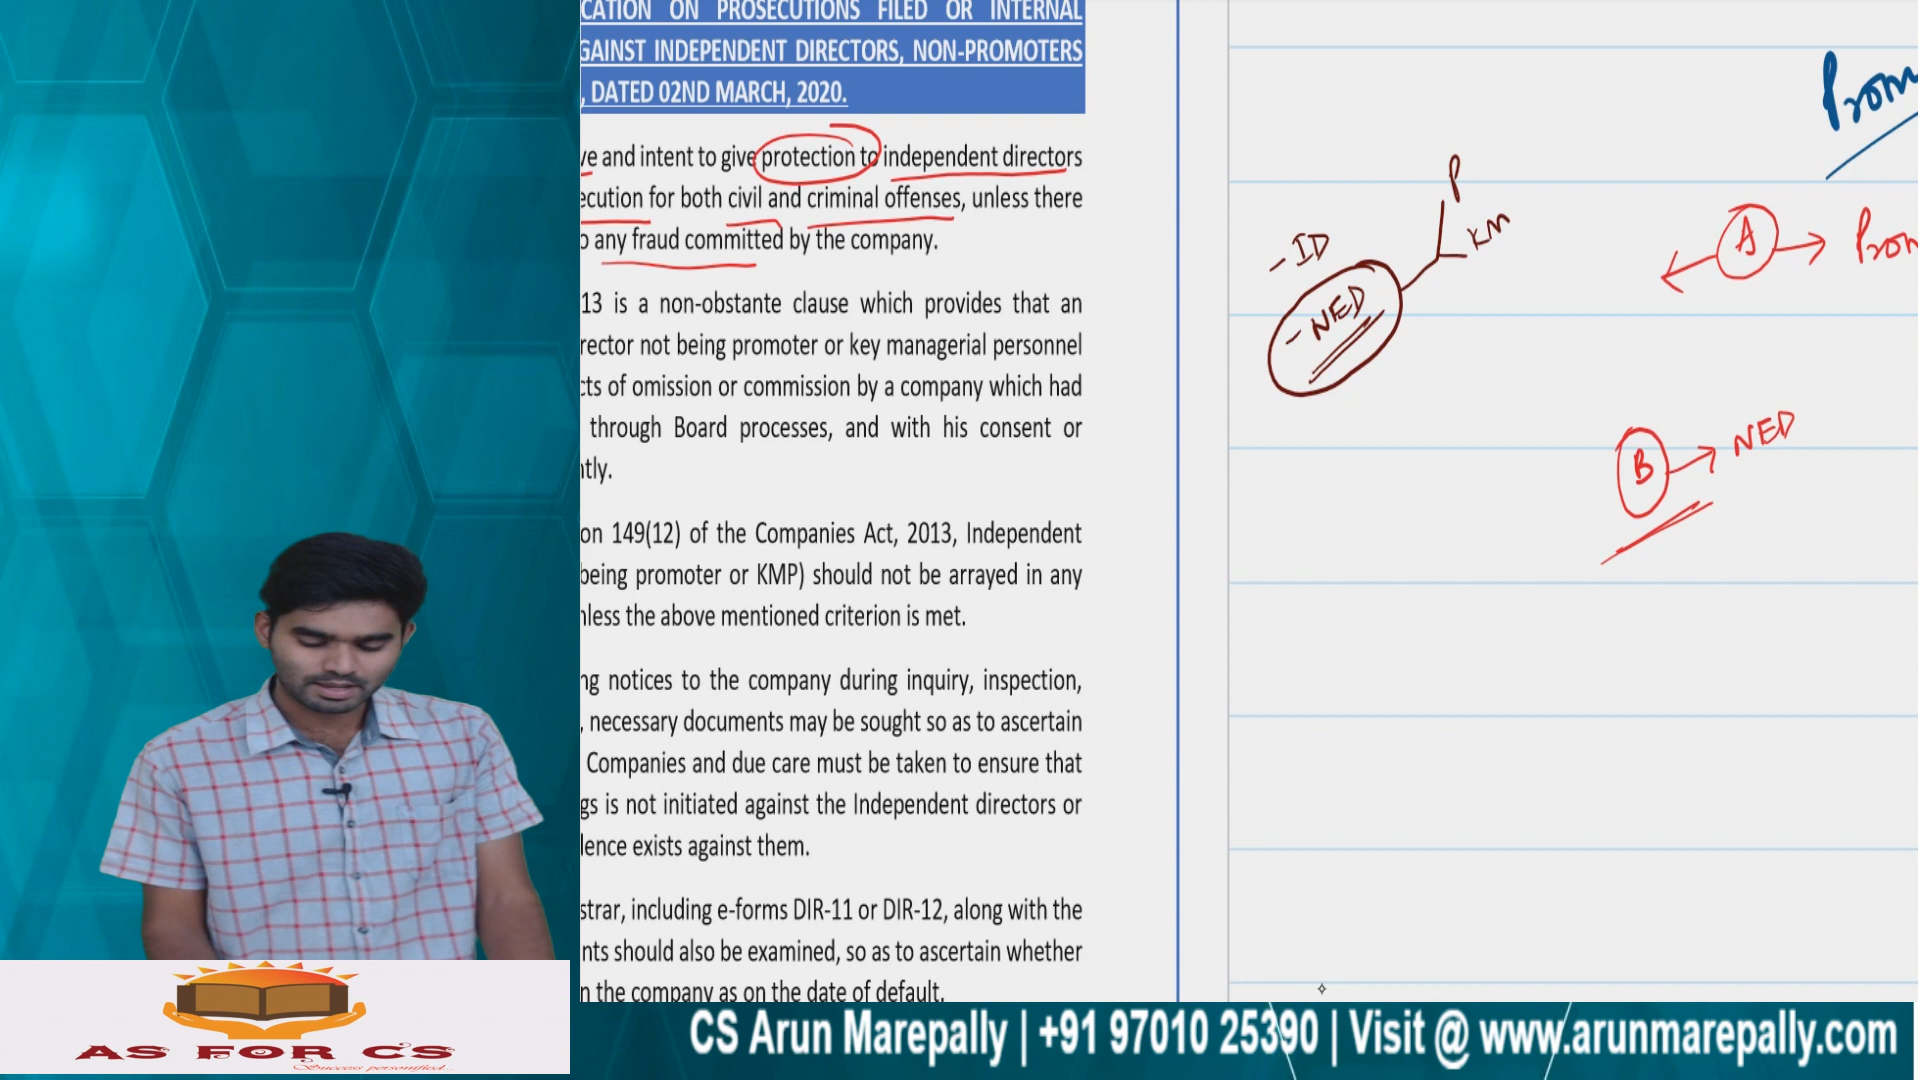 CATION ON PROSECUTIONS FILED OR INTERNAL
GAINST INDEPENDENT DIRECTORS, NON-PROMOTERS
, DATED 02ND MARCH, 2020.
ve and intent to give protection to independent directors
ecution for both civil and criminal offenses, unless there
o any fraud committed by the company.
13 is a non-obstante clause which provides that an
rector not being promoter or key managerial personnel
cts of omission or commission by a company which had
through Board processes, and with his consent or
ntly.
on 149(12) of the Companies Act, 2013, Independent
being promoter or KMP) should not be arrayed in any
nless the above mentioned criterion is met.
ng notices to the company during inquiry, inspection,
, necessary documents may be sought so as to ascertain
Companies and due care must be taken to ensure that
gs is not initiated against the Independent directors or
dence exists against them.
strar, including e-forms DIR-11 or DIR-12, along with the
nts should also be examined, so as to ascertain whether
n the company as on the date of default.
Prom
P
KM
- ID
- NED
A Prom
B NED
AS FOR CS
Success personified...
CS Arun Marepally | +91 97010 25390 | Visit @ www.arunmarepally.com